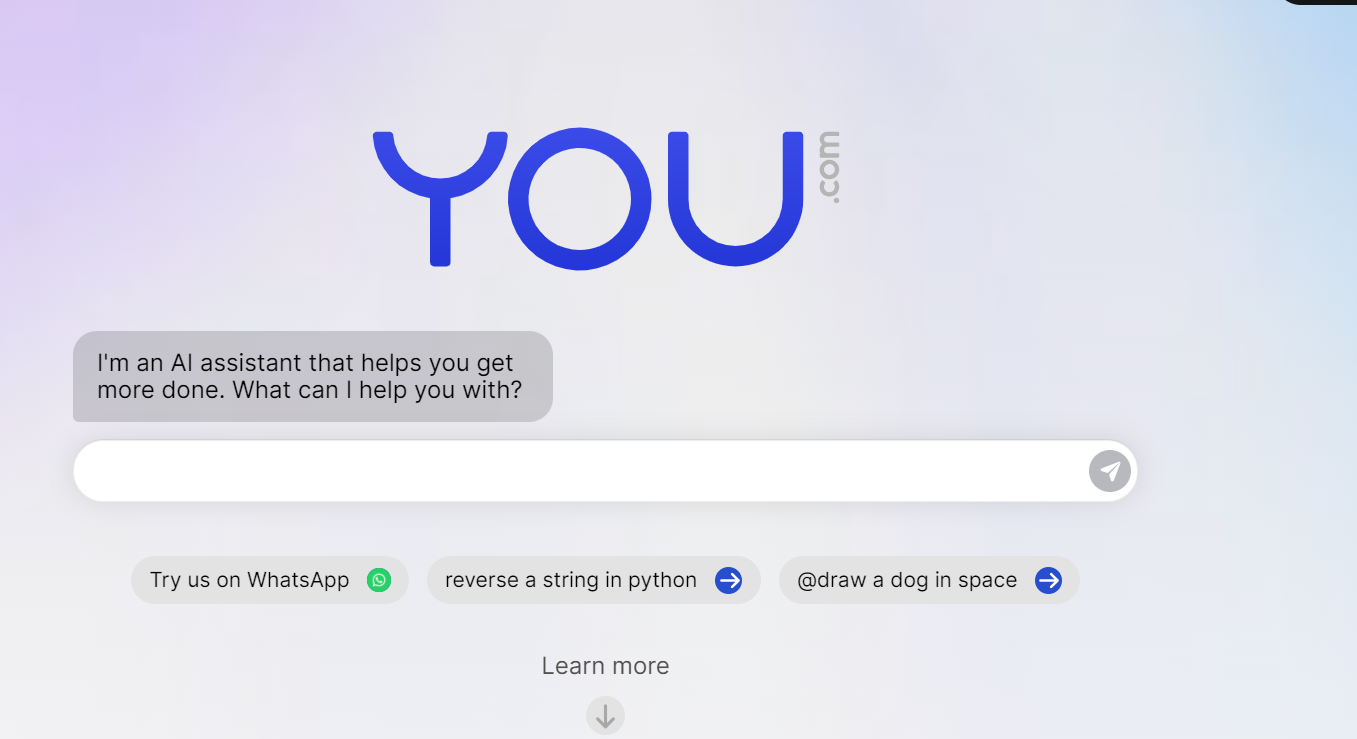 YOU.com
I'm an AI assistant that helps you get
more done. What can I help you with?
Try us on WhatsApp
reverse a string in python
@draw a dog in space
Learn more